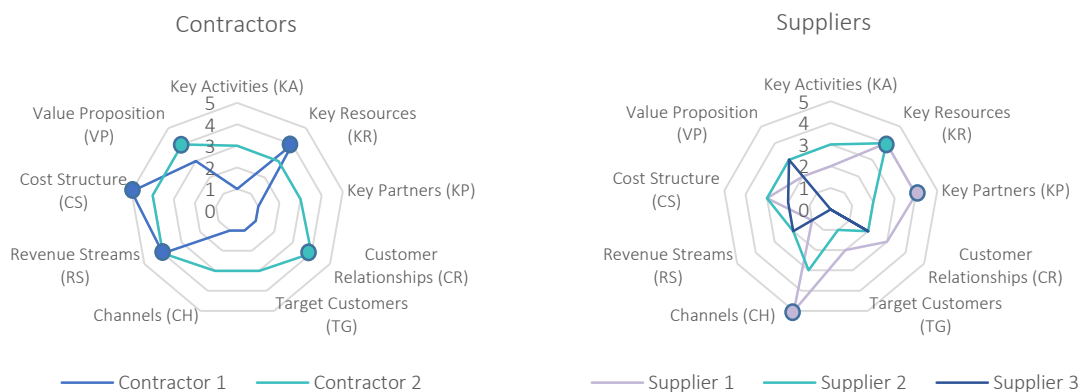 Contractors
Key Activities (KA)
Value Proposition
(VP)
Key Resources
(KR)
5
4
3
2
1
0
Cost Structure
(CS)
Key Partners (KP)
Revenue Streams
(RS)
Customer
Relationships (CR)
Channels (CH)
Target Customers
(TG)
Contractor 1
Contractor 2
Suppliers
Key Activities (KA)
Value Proposition
(VP)
Key Resources
(KR)
5
4
3
2
1
0
Cost Structure
(CS)
Key Partners (KP)
Revenue Streams
(RS)
Customer
Relationships (CR)
Channels (CH)
Target Customers
(TG)
Supplier 1
Supplier 2
Supplier 3